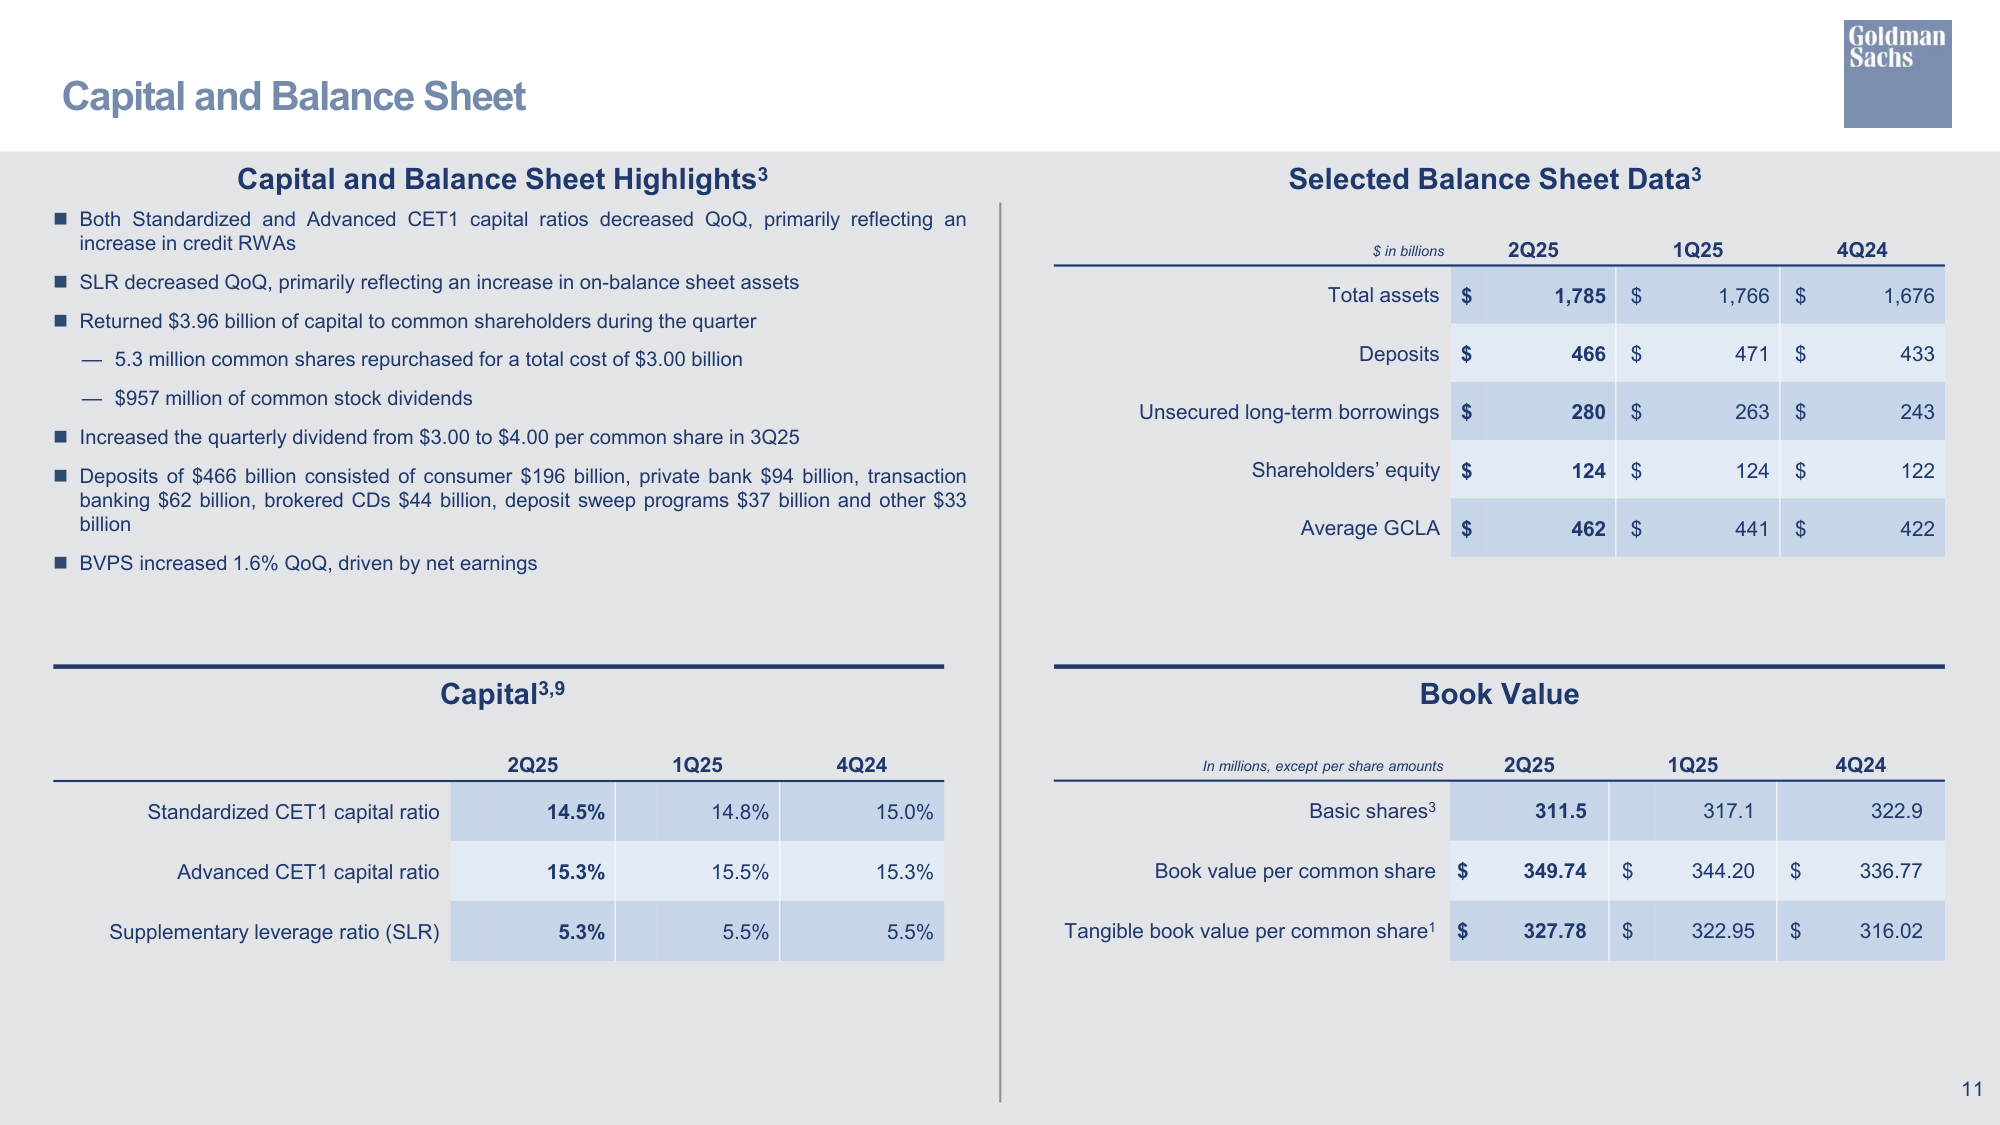 Goldman
Sachs
Capital and Balance Sheet
Capital and Balance Sheet Highlights³
■ Both Standardized and Advanced CET1 capital ratios decreased QoQ, primarily reflecting an
increase in credit RWAs
■ SLR decreased QoQ, primarily reflecting an increase in on-balance sheet assets
■ Returned $3.96 billion of capital to common shareholders during the quarter
— 5.3 million common shares repurchased for a total cost of $3.00 billion
— $957 million of common stock dividends
■ Increased the quarterly dividend from $3.00 to $4.00 per common share in 3Q25
■ Deposits of $466 billion consisted of consumer $196 billion, private bank $94 billion, transaction
banking $62 billion, brokered CDs $44 billion, deposit sweep programs $37 billion and other $33
billion
■ BVPS increased 1.6% QoQ, driven by net earnings
Selected Balance Sheet Data³
$ in billions 2Q25 1Q25 4Q24
Total assets $ 1,785 $ 1,766 $ 1,676
Deposits $ 466 $ 471 $ 433
Unsecured long-term borrowings $ 280 $ 263 $ 243
Shareholders’ equity $ 124 $ 124 $ 122
Average GCLA $ 462 $ 441 $ 422
Capital³,⁹
2Q25 1Q25 4Q24
Standardized CET1 capital ratio 14.5% 14.8% 15.0%
Advanced CET1 capital ratio 15.3% 15.5% 15.3%
Supplementary leverage ratio (SLR) 5.3% 5.5% 5.5%
Book Value
In millions, except per share amounts 2Q25 1Q25 4Q24
Basic shares³ 311.5 317.1 322.9
Book value per common share $ 349.74 $ 344.20 $ 336.77
Tangible book value per common share¹ $ 327.78 $ 322.95 $ 316.02
11